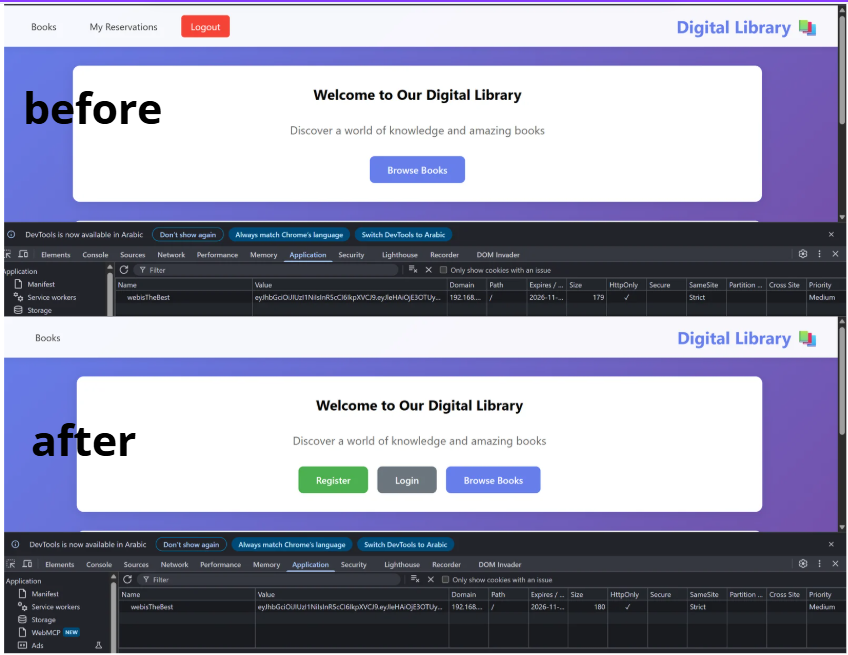 Books My Reservations Logout Digital Library
before
Welcome to Our Digital Library
Discover a world of knowledge and amazing books
Browse Books
DevTools is now available in Arabic Don't show again Always match Chrome's language Switch DevTools to Arabic
Elements Console Sources Network Performance Memory Application Security Lighthouse Recorder DOM Invader
Application Filter Only show cookies with an issue
Manifest
Service workers
Storage
Name Value Domain Path Expires / ... Size HttpOnly Secure SameSite Partition ... Cross Site Priority
webisTheBest 192.168.... / 2026-11-... 179 ✓ Strict Medium
Books Digital Library
after
Welcome to Our Digital Library
Discover a world of knowledge and amazing books
Register Login Browse Books
DevTools is now available in Arabic Don't show again Always match Chrome's language Switch DevTools to Arabic
Elements Console Sources Network Performance Memory Application Security Lighthouse Recorder DOM Invader
Application Filter Only show cookies with an issue
Manifest
Service workers
Storage
WebMCP NEW
Ads
Name Value Domain Path Expires / ... Size HttpOnly Secure SameSite Partition ... Cross Site Priority
webisTheBest 192.168.... / 2026-11-... 180 ✓ Strict Medium